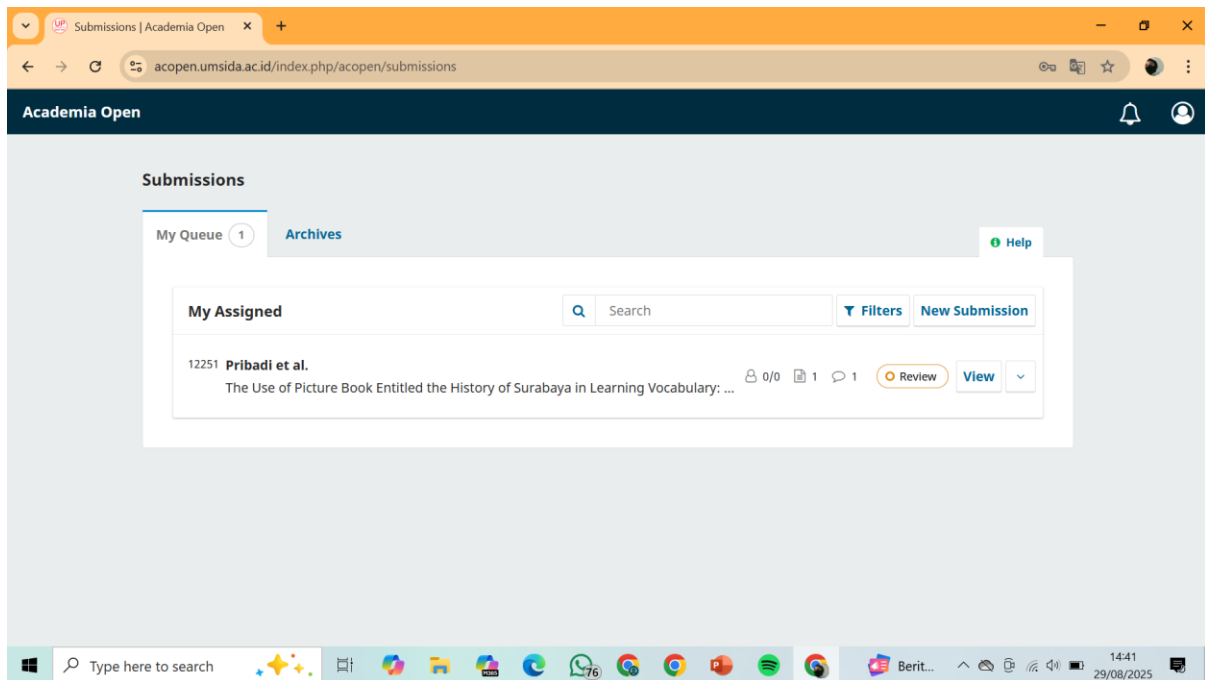 Submissions | Academia Open
acopen.umsida.ac.id/index.php/acopen/submissions
Academia Open
Submissions
My Queue 1
Archives
Help
My Assigned
Search
Filters
New Submission
12251 Pribadi et al.
The Use of Picture Book Entitled the History of Surabaya in Learning Vocabulary: ...
0/0 1 1 Review View
Type here to search
76
Berit...
14:41
29/08/2025